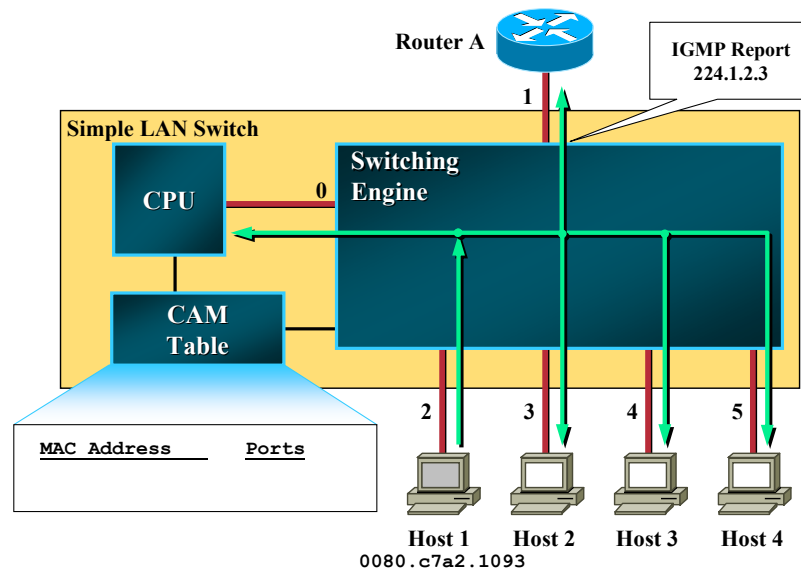 Router A
IGMP Report
224.1.2.3
1
Simple LAN Switch
Switching
Engine
CPU
0
CAM
Table
2
3
4
5
MAC Address Ports
Host 1
Host 2
Host 3
Host 4
0080.c7a2.1093